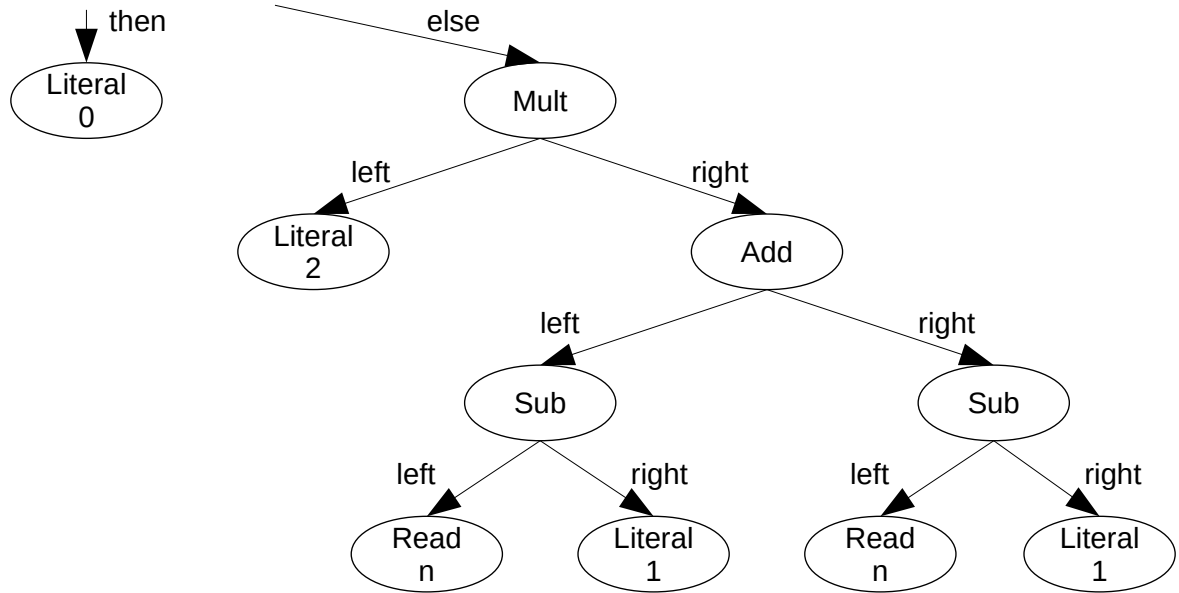 then
else
Literal
0
Mult
left
right
Literal
2
Add
left
right
Sub
Sub
left
right
left
right
Read
n
Literal
1
Read
n
Literal
1